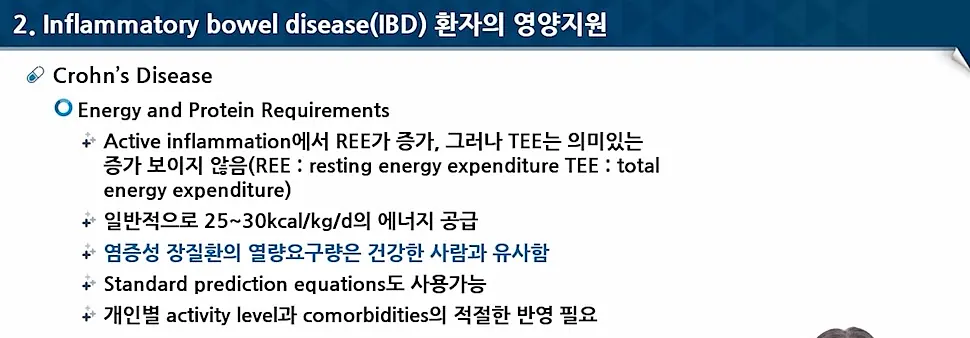 2. Inflammatory bowel disease(IBD) 환자의 영양지원
Crohn's Disease
Energy and Protein Requirements
Active inflammation에서 REE가 증가, 그러나 TEE는 의미있는
증가 보이지 않음(REE : resting energy expenditure TEE : total
energy expenditure)
일반적으로 25~30kcal/kg/d의 에너지 공급
염증성 장질환의 열량요구량은 건강한 사람과 유사함
Standard prediction equations도 사용가능
개인별 activity level과 comorbidities의 적절한 반영 필요